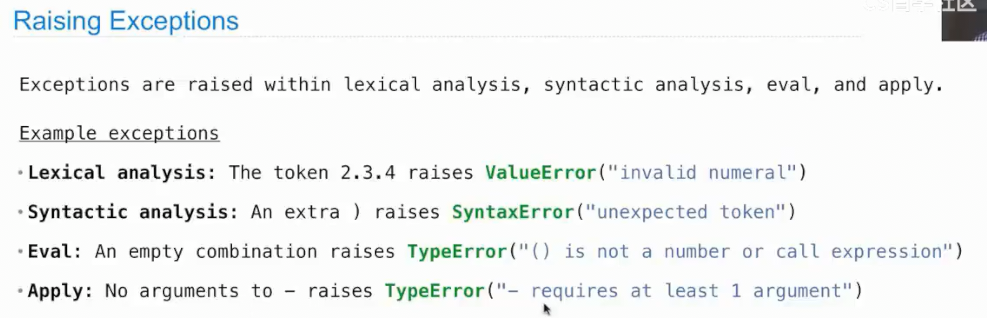 Raising Exceptions
Exceptions are raised within lexical analysis, syntactic analysis, eval, and apply.
Example exceptions
• Lexical analysis: The token 2.3.4 raises ValueError("invalid numeral")
• Syntactic analysis: An extra ) raises SyntaxError("unexpected token")
• Eval: An empty combination raises TypeError("() is not a number or call expression")
• Apply: No arguments to - raises TypeError("- requires at least 1 argument")